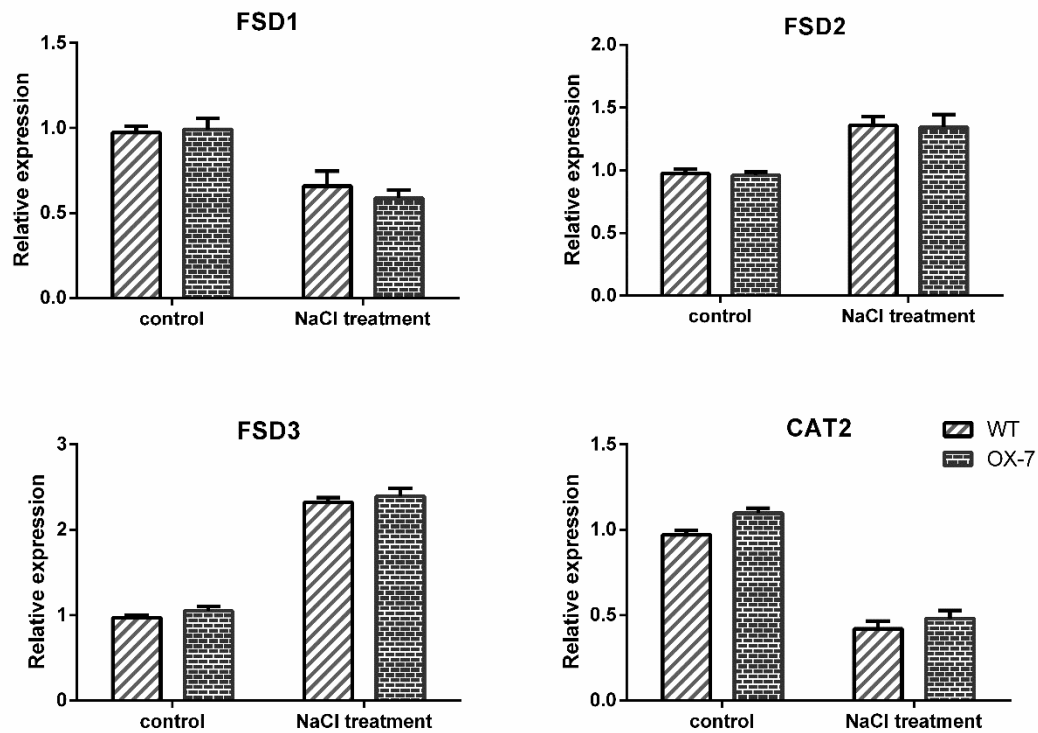 FSD1
Relative expression
1.5
1.0
0.5
0.0
control NaCl treatment
FSD2
Relative expression
2.0
1.5
1.0
0.5
0.0
control NaCl treatment
FSD3
Relative expression
3
2
1
0
control NaCl treatment
CAT2
Relative expression
1.5
1.0
0.5
0.0
control NaCl treatment
WT
OX-7